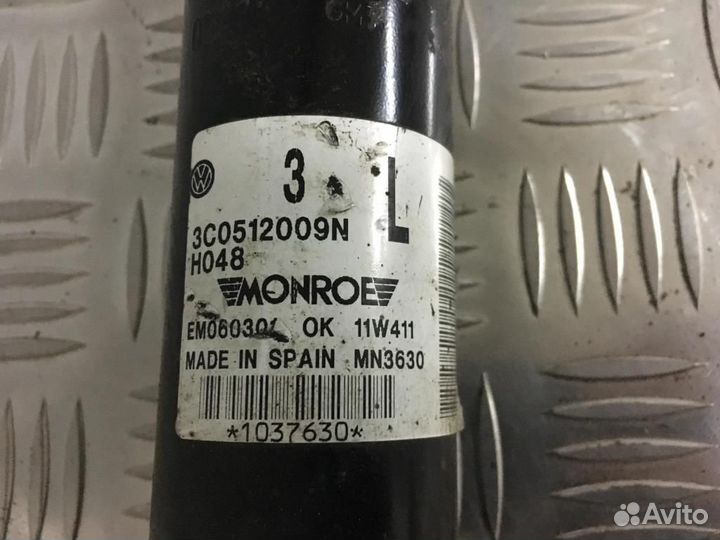 3 L
3C0512009N
H048
MONROE
OK 11W411
MADE IN SPAIN MN3630
*1037630*
Avito